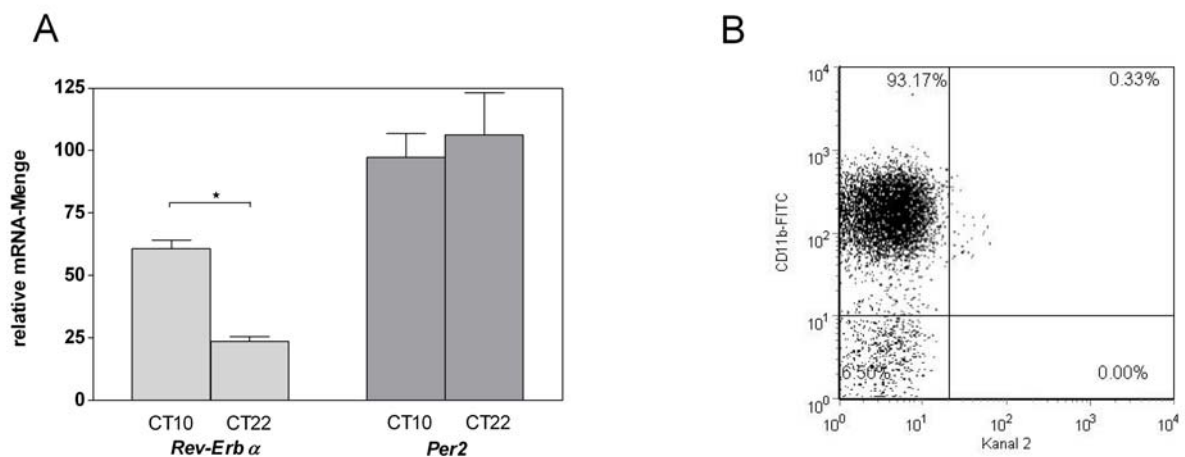 A
relative mRNA-Menge
125
100
75
50
25
0
*
CT10 CT22 CT10 CT22
Rev-Erb α Per2
B
CD11b-FITC
10⁴
10³
10²
10¹
10⁰
93.17% 0.33%
6.50% 0.00%
10⁰ 10¹ 10² 10³ 10⁴
Kanal 2